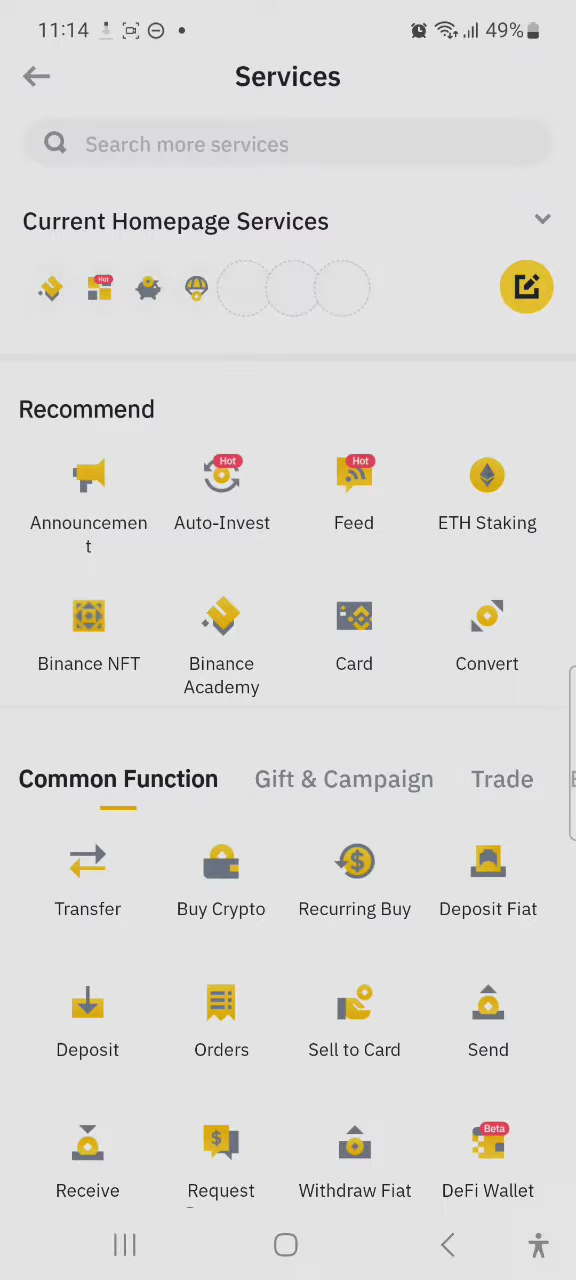 11:14
49%
Services
Search more services
Current Homepage Services
Hot
Recommend
Hot
Hot
Announcemen
t
Auto-Invest
Feed
ETH Staking
Binance NFT
Binance
Academy
Card
Convert
Common Function
Gift & Campaign
Trade
Transfer
Buy Crypto
Recurring Buy
Deposit Fiat
Deposit
Orders
Sell to Card
Send
Beta
Receive
Request
Withdraw Fiat
DeFi Wallet